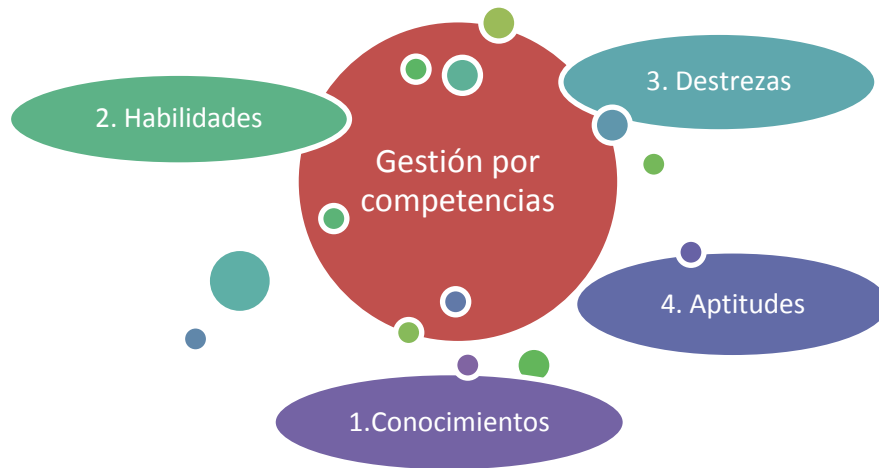 3. Destrezas
2. Habilidades
Gestión por
competencias
4. Aptitudes
1.Conocimientos